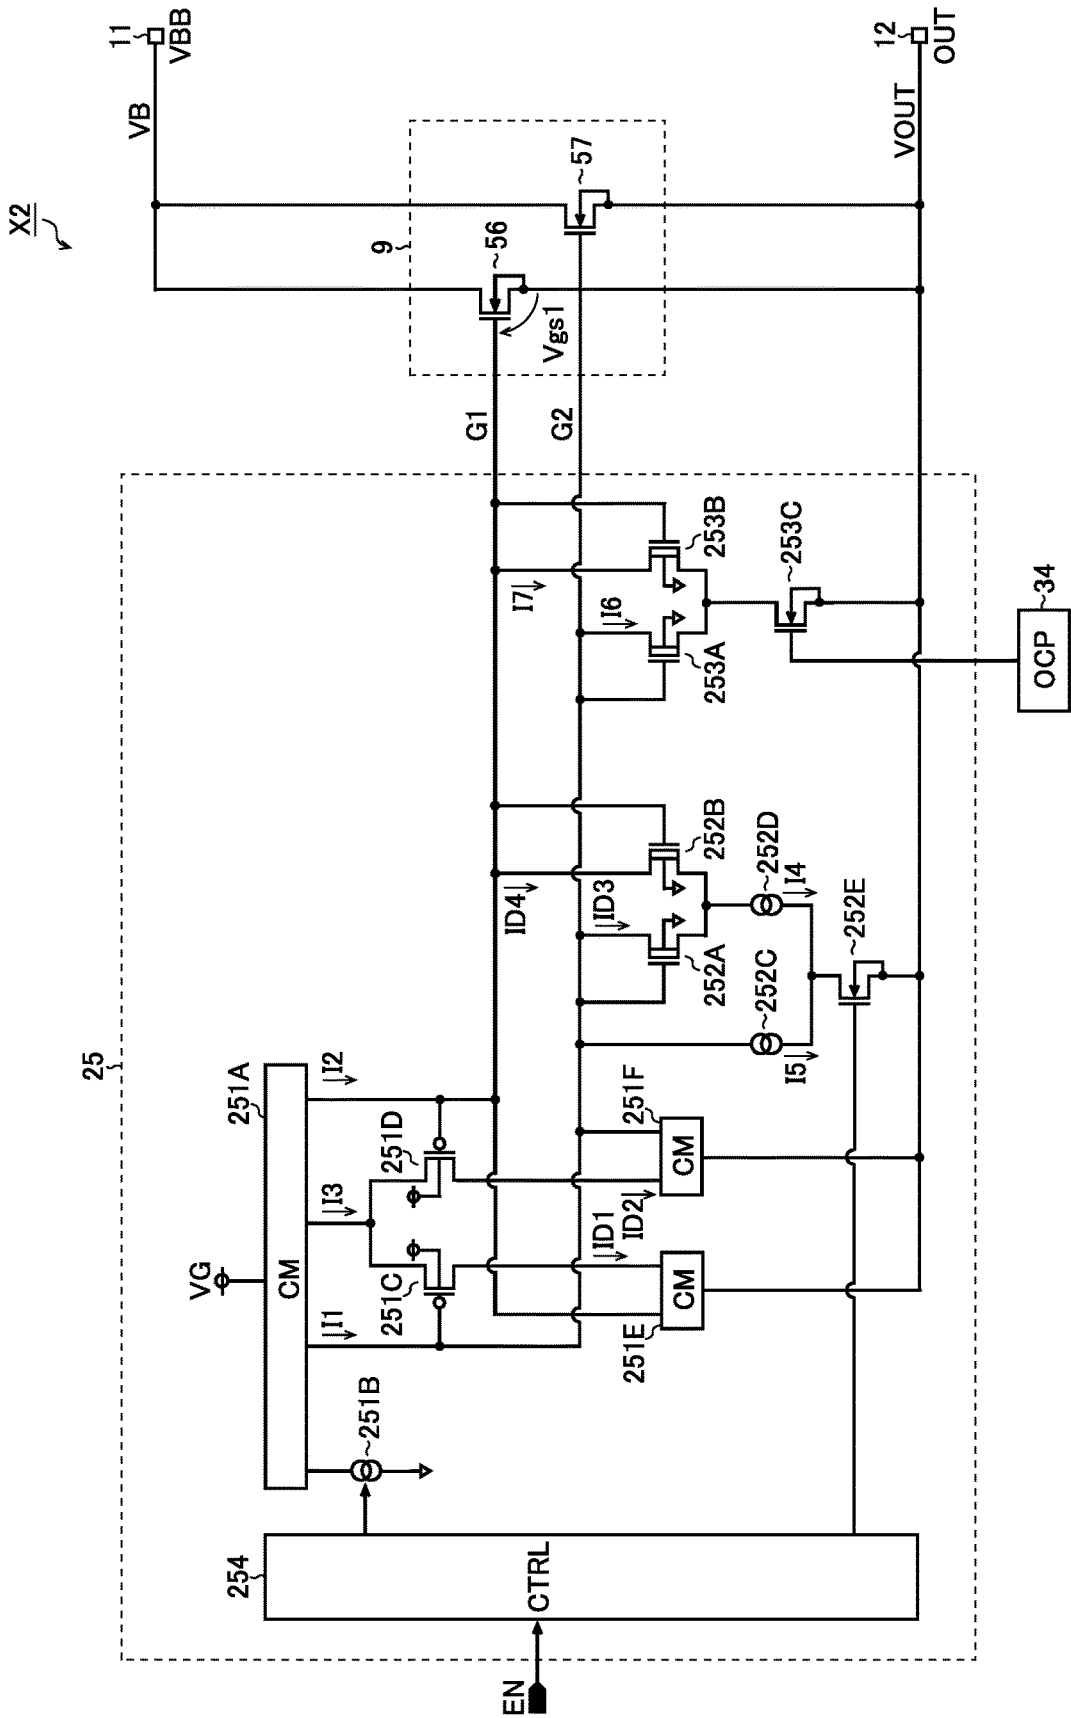 X2
11
VBB
VB
12
OUT
VOUT
9
56
57
Vgs1
G1
G2
25
253B
253C
I7
I6
253A
34
OCP
252B
252D
ID4
ID3
I4
252E
252A
252C
I5
251A
I2
251D
251F
CM
I3
ID2
ID1
VG
CM
251C
CM
I1
251E
251B
254
CTRL
EN